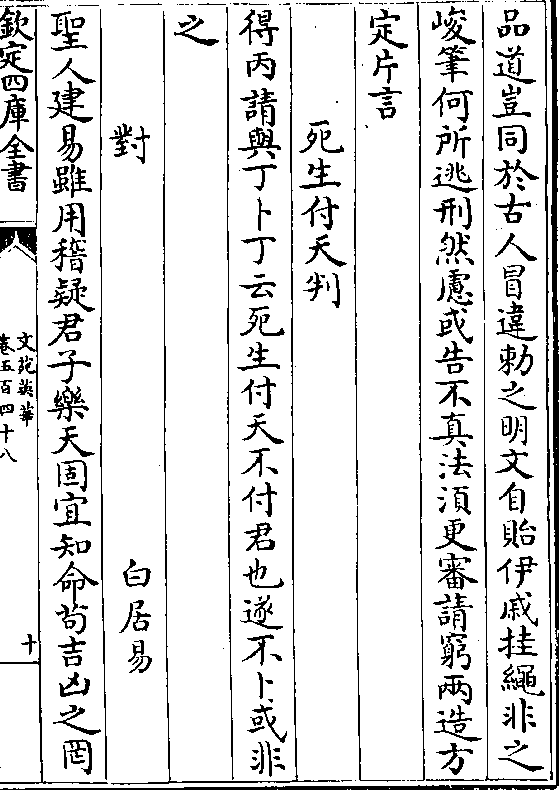 品道豈同於古人冒違勅之明文自貽伊戚挂繩非之
峻筆何所逃刑然慮或告不真法湏更審請窮兩造方
定片言
死生付天判
得丙請與丁卜丁云死生付天不付君也遂不卜或非
之
對
白居易
聖人建易雖用稽疑君子樂天固宜知命苟吉凶之罔
欽定四庫全書
文苑英華
卷五百四十八
十